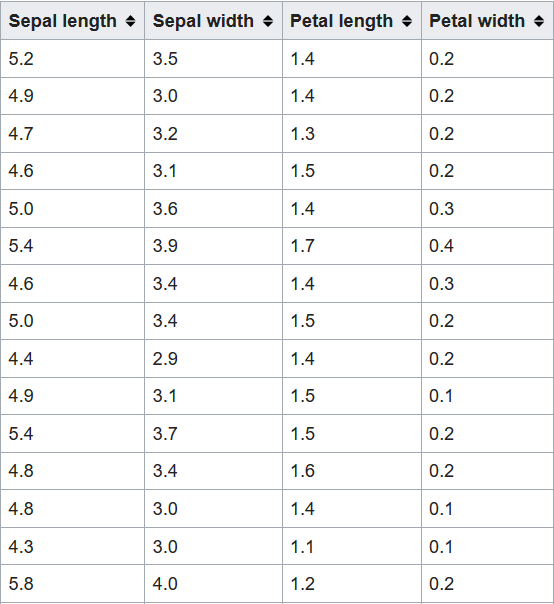 Sepal length Sepal width Petal length Petal width
5.2 3.5 1.4 0.2
4.9 3.0 1.4 0.2
4.7 3.2 1.3 0.2
4.6 3.1 1.5 0.2
5.0 3.6 1.4 0.3
5.4 3.9 1.7 0.4
4.6 3.4 1.4 0.3
5.0 3.4 1.5 0.2
4.4 2.9 1.4 0.2
4.9 3.1 1.5 0.1
5.4 3.7 1.5 0.2
4.8 3.4 1.6 0.2
4.8 3.0 1.4 0.1
4.3 3.0 1.1 0.1
5.8 4.0 1.2 0.2